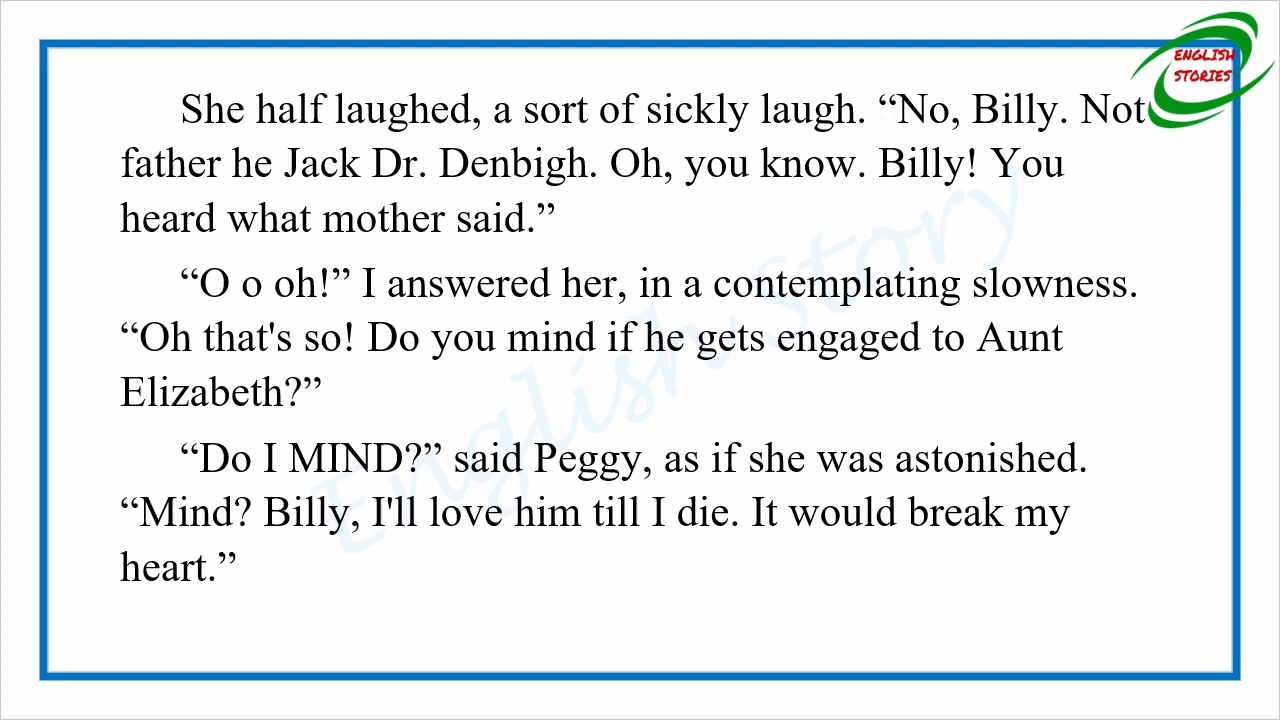 ENGLISH
STORIES
She half laughed, a sort of sickly laugh. “No, Billy. Not
father he Jack Dr. Denbigh. Oh, you know. Billy! You
heard what mother said.”
“O o oh!” I answered her, in a contemplating slowness.
“Oh that's so! Do you mind if he gets engaged to Aunt
Elizabeth?”
“Do I MIND?” said Peggy, as if she was astonished.
“Mind? Billy, I'll love him till I die. It would break my
heart.”
English Story